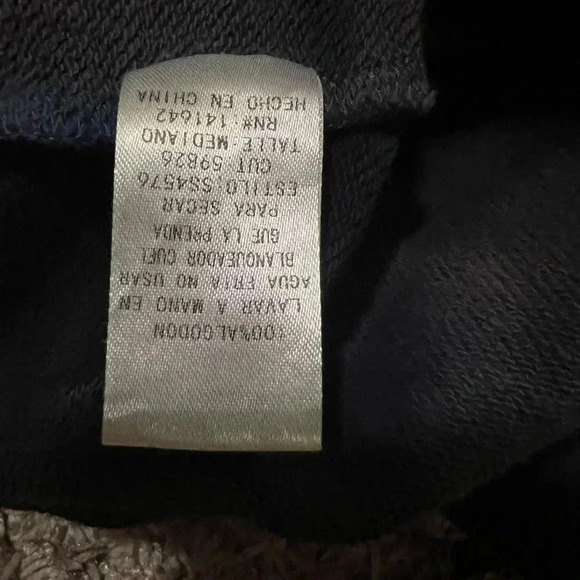 100%ALGODON
LAVAR A MANO EN
AGUA FRIA NO USAR
BLANQUEADOR CUEL
GUE LA PRENDA
PARA SECAR
ESTILO:SS4576
CUT 59B26
TALLE:MEDIANO
RN#:141642
HECHO EN CHINA